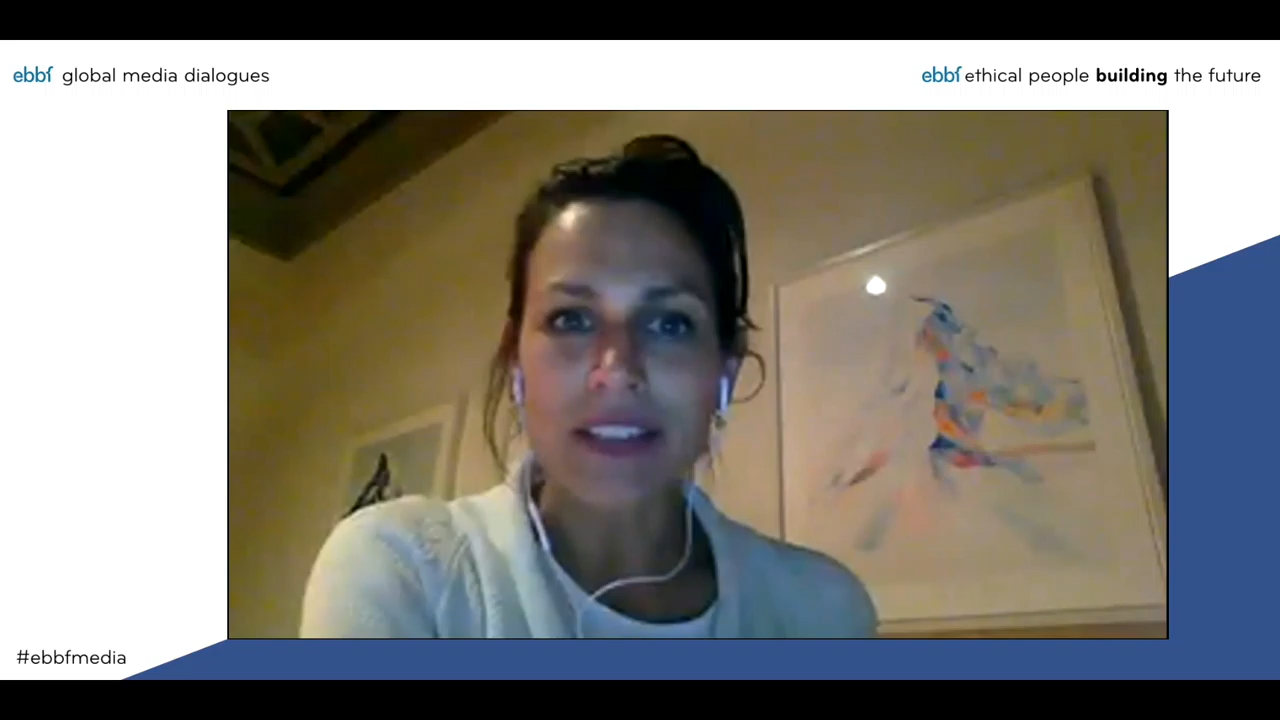 ebbf global media dialogues
ebbf ethical people building the future
#ebbfmedia